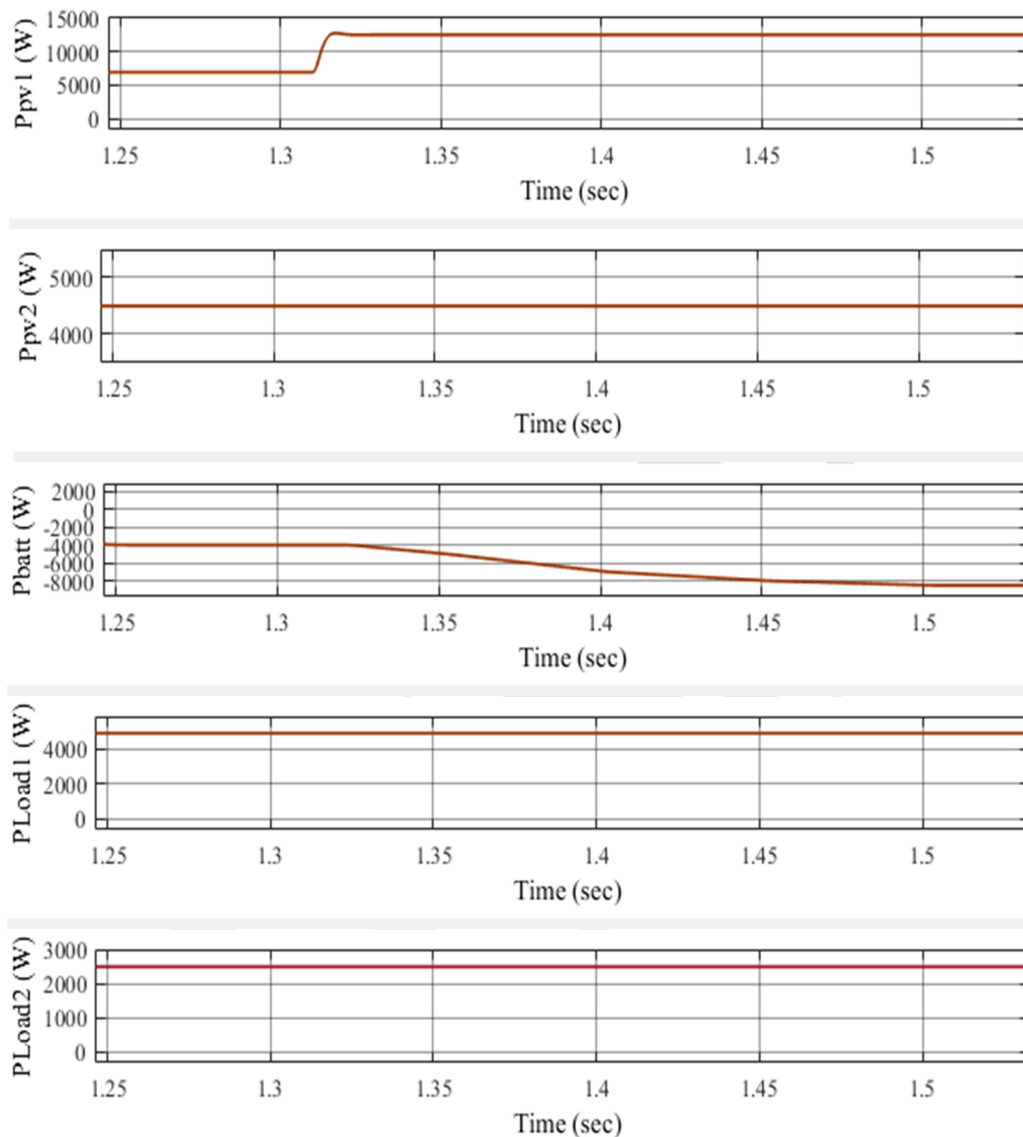 Ppv1 (W)
15000
10000
5000
0
1.25 1.3 1.35 1.4 1.45 1.5
Time (sec)
Ppv2 (W)
5000
4000
1.25 1.3 1.35 1.4 1.45 1.5
Time (sec)
Pbatt (W)
2000
0
-2000
-4000
-6000
-8000
1.25 1.3 1.35 1.4 1.45 1.5
Time (sec)
PLoad1 (W)
4000
2000
0
1.25 1.3 1.35 1.4 1.45 1.5
Time (sec)
PLoad2 (W)
3000
2000
1000
0
1.25 1.3 1.35 1.4 1.45 1.5
Time (sec)